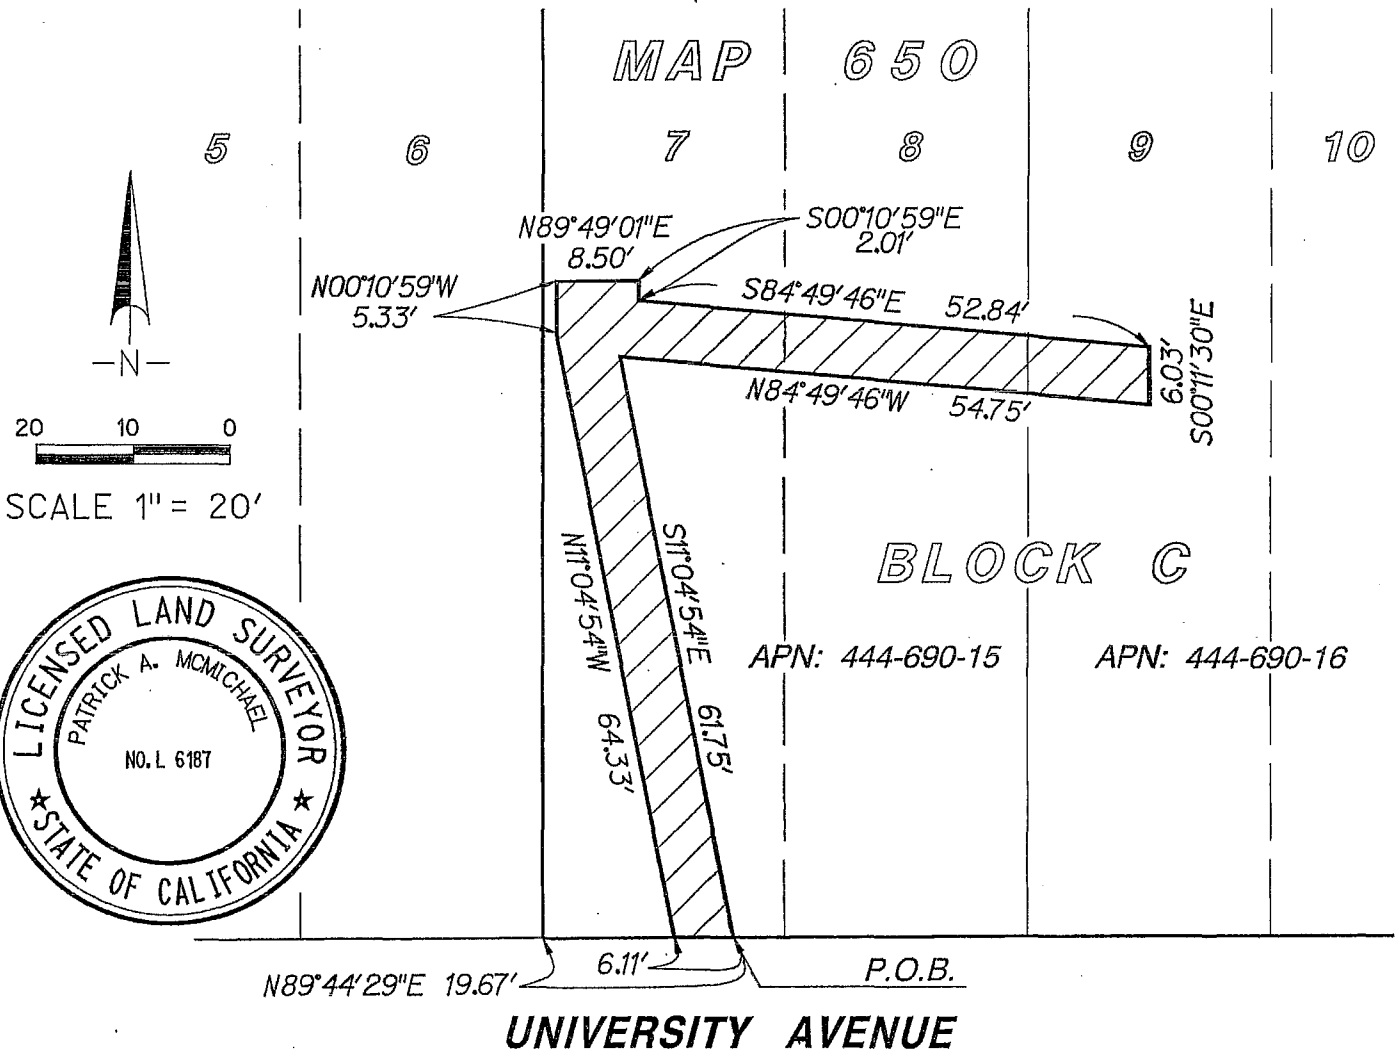 MAP 650
5 6 7 8 9 10
N89°49'01"E
8.50'
S00°10'59"E
2.01'
N00°10'59"W
5.33'
S84°49'46"E 52.84'
6.03'
S00°11'30"E
N84°49'46"W 54.75'
—N—
20 10 0
SCALE 1" = 20'
N11°04'54"W 64.33'
S11°04'54"E 61.75'
BLOCK C
APN: 444-690-15
APN: 444-690-16
LICENSED LAND SURVEYOR
PATRICK A. MCMICHAEL
NO. L 6187
★ STATE OF CALIFORNIA ★
6.11'
P.O.B.
N89°44'29"E 19.67'
UNIVERSITY AVENUE